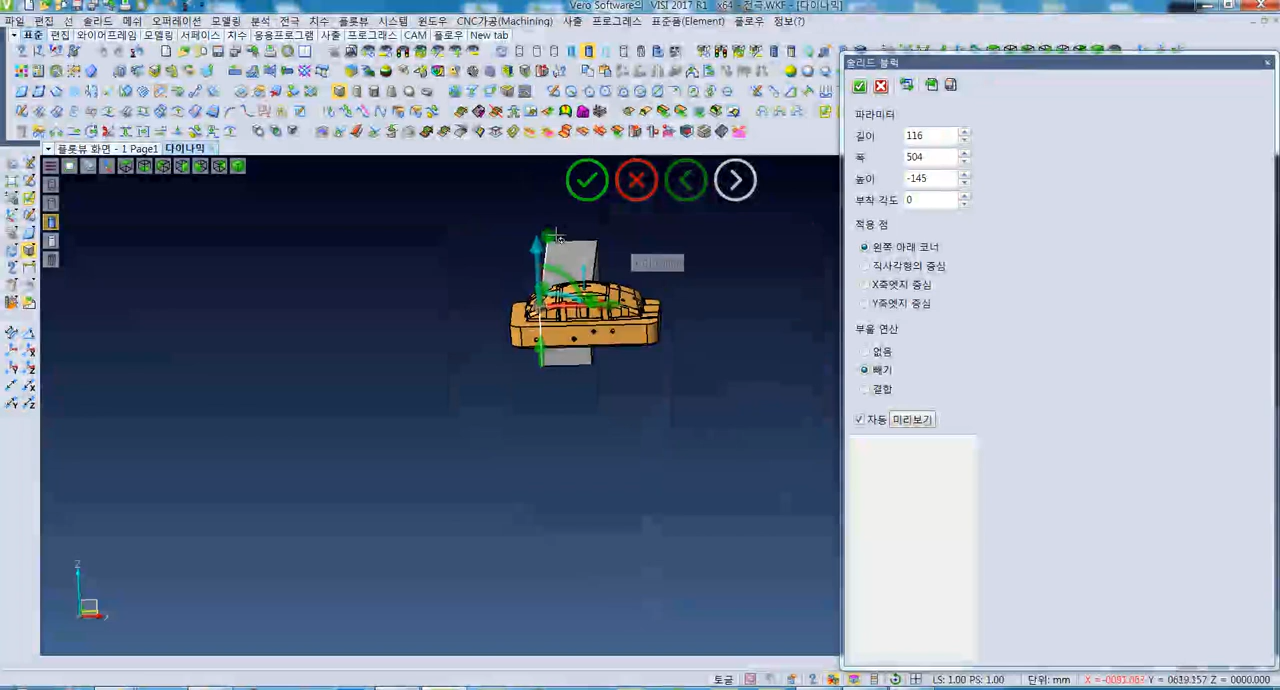 Vero Software의 VISI 2017 R1 x64 - 전극.WKF - [다이나믹]
파일 편집 솔리드 메쉬 오퍼레이션 모델링 분석 전극 치수 플롯뷰 시스템 윈도우 CNC가공(Machining) 사출 프로그레스 표준품(Element) 플로우 정보(?)
표준 편집 와이어프레임 모델링 서페이스 치수 응용프로그램 사출 프로그래스 CAM 플로우 New tab
플롯뷰 화면 - 1 Page1 다이나믹
솔리드 블럭
파라미터
길이 116
폭 504
높이 -145
부착 각도 0
적용 점
왼쪽 아래 코너
직사각형의 중심
X축엣지 중심
Y축엣지 중심
부울 연산
없음
빼기
결합
자동 미리보기
Z
토글 LS: 1.00 PS: 1.00 단위: mm Y = 0639.157 Z = 0000.000